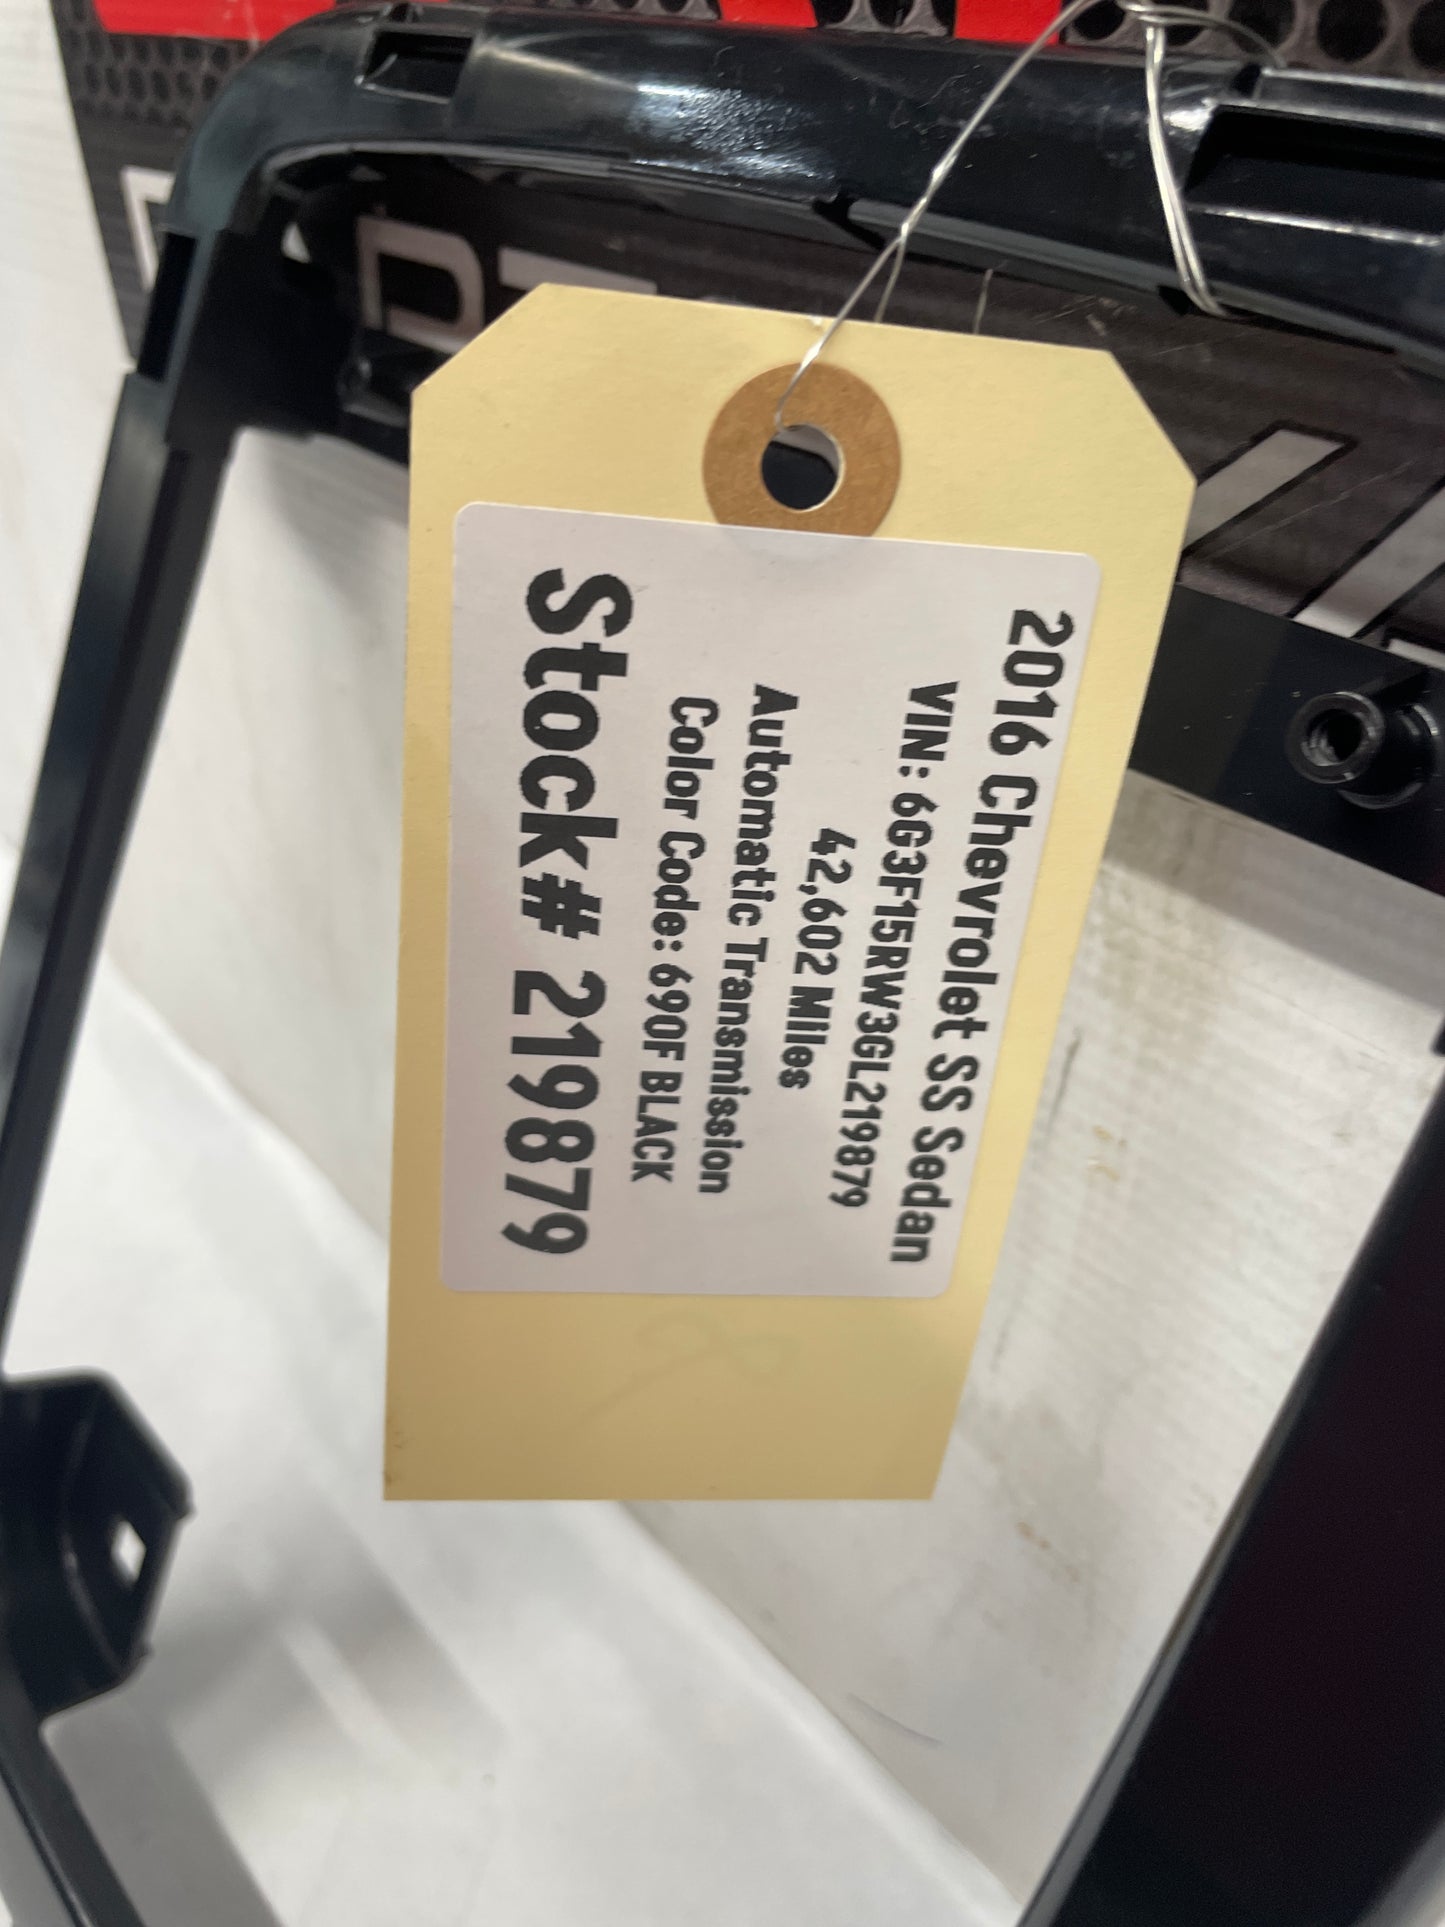 2016 Chevrolet SS Sedan
VIN: 6G3F15RW3GL219879
42,602 Miles
Automatic Transmission
Color Code: 690F BLACK
Stock# 219879